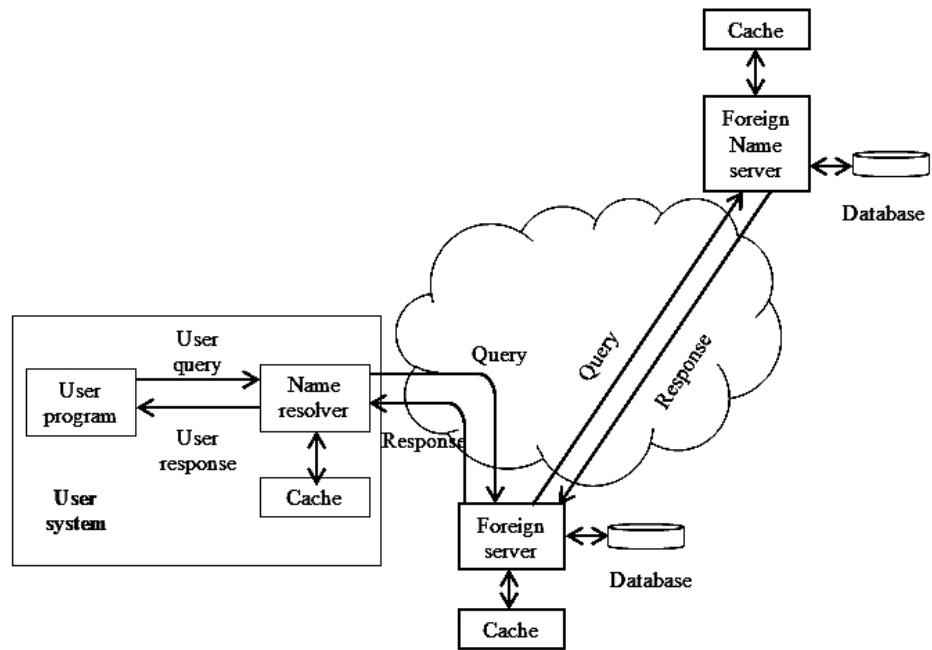 Cache
Foreign
Name
server
Database
User
query
Query
Query
Response
User
program
Name
resolver
User
response
Response
Cache
User
system
Foreign
server
Database
Cache